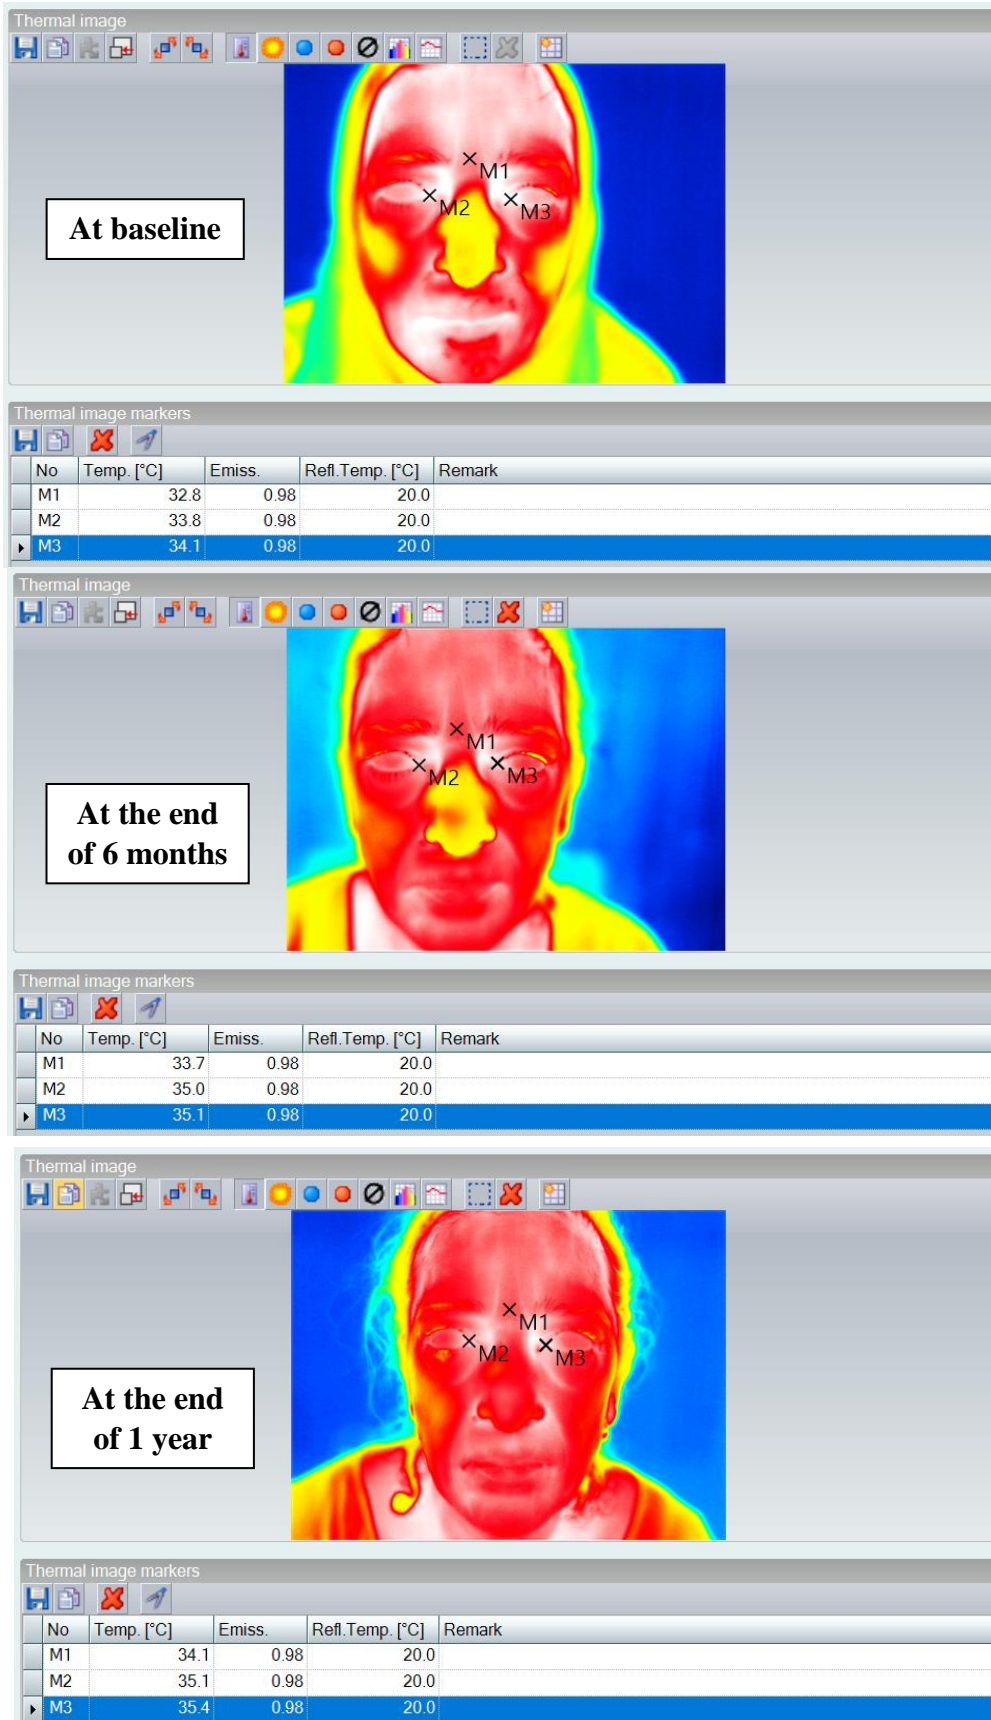 Thermal image
M1
M2
M3
At baseline
Thermal image markers
No Temp. [°C] Emiss. Refl.Temp. [°C] Remark
M1 32.8 0.98 20.0
M2 33.8 0.98 20.0
M3 34.1 0.98 20.0
Thermal image
M1
M2
M3
At the end
of 6 months
Thermal image markers
No Temp. [°C] Emiss. Refl.Temp. [°C] Remark
M1 33.7 0.98 20.0
M2 35.0 0.98 20.0
M3 35.1 0.98 20.0
Thermal image
M1
M2
M3
At the end
of 1 year
Thermal image markers
No Temp. [°C] Emiss. Refl.Temp. [°C] Remark
M1 34.1 0.98 20.0
M2 35.1 0.98 20.0
M3 35.4 0.98 20.0